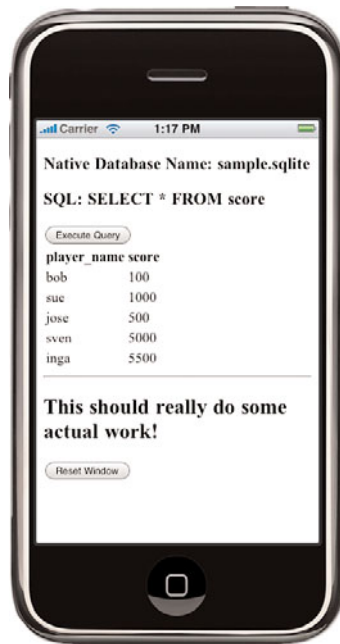 Carrier 1:17 PM
Native Database Name: sample.sqlite
SQL: SELECT * FROM score
Execute Query
player_name score
bob 100
sue 1000
jose 500
sven 5000
inga 5500
This should really do some
actual work!
Reset Window